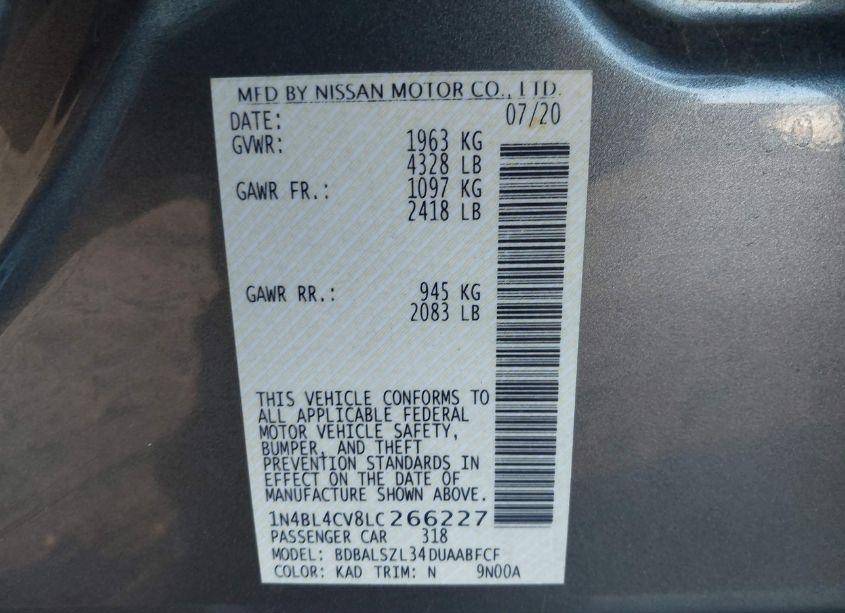 MFD BY NISSAN MOTOR CO., LTD.
DATE: 07/20
GVWR: 1963 KG
4328 LB
GAWR FR.: 1097 KG
2418 LB
GAWR RR.: 945 KG
2083 LB
THIS VEHICLE CONFORMS TO
ALL APPLICABLE FEDERAL
MOTOR VEHICLE SAFETY,
BUMPER, AND THEFT
PREVENTION STANDARDS IN
EFFECT ON THE DATE OF
MANUFACTURE SHOWN ABOVE.
1N4BL4CV8LC266227
PASSENGER CAR 318
MODEL: BDBALSZL34DUAABFCF
COLOR: KAD TRIM: N 9N00A